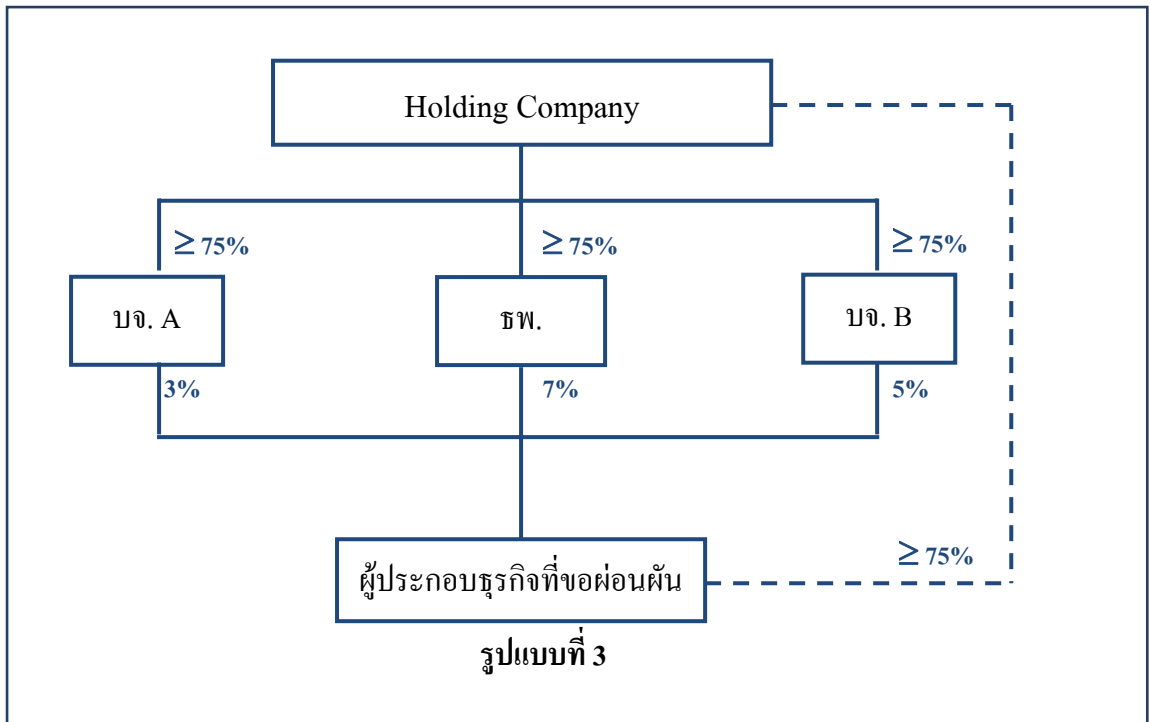 Holding Company
≥ 75%
≥ 75%
≥ 75%
บจ. A
ธพ.
บจ. B
3%
7%
5%
≥ 75%
ผู้ประกอบธุรกิจที่ขอผ่อนผัน
รูปแบบที่ 3